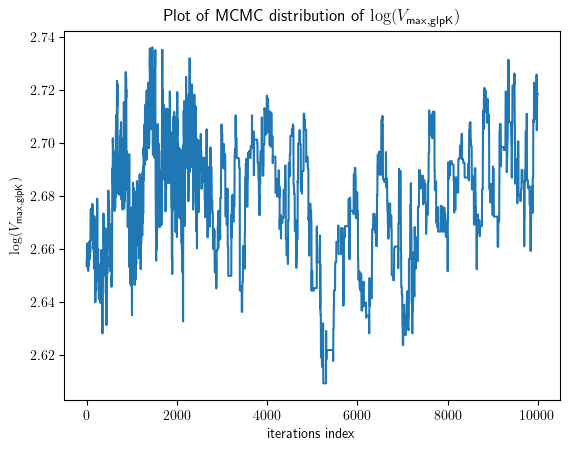 Plot of MCMC distribution of log(V_max,glpK)
2.74
2.72
2.70
2.68
2.66
2.64
2.62
log(V_max,glpK)
0 2000 4000 6000 8000 10000
iterations index